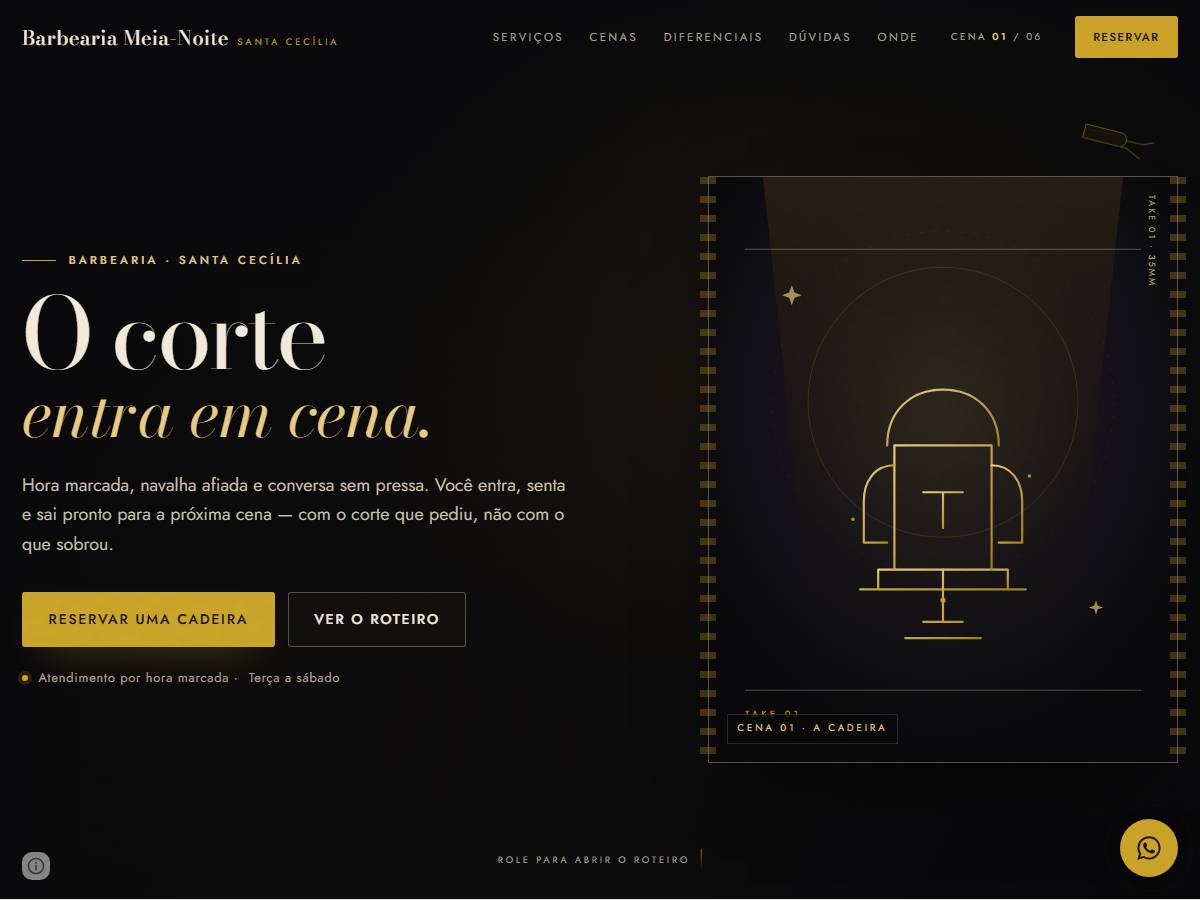 Barbearia Meia-Noite SANTA CECÍLIA
SERVIÇOS CENAS DIFERENCIAIS DÚVIDAS ONDE CENA 01 / 06 RESERVAR
BARBEARIA · SANTA CECÍLIA
O corte
entra em cena.
Hora marcada, navalha afiada e conversa sem pressa. Você entra, senta
e sai pronto para a próxima cena — com o corte que pediu, não com o
que sobrou.
RESERVAR UMA CADEIRA VER O ROTEIRO
Atendimento por hora marcada · Terça a sábado
TAKE 01 · 35MM
TAKE 01
CENA 01 · A CADEIRA
ROLE PARA ABRIR O ROTEIRO